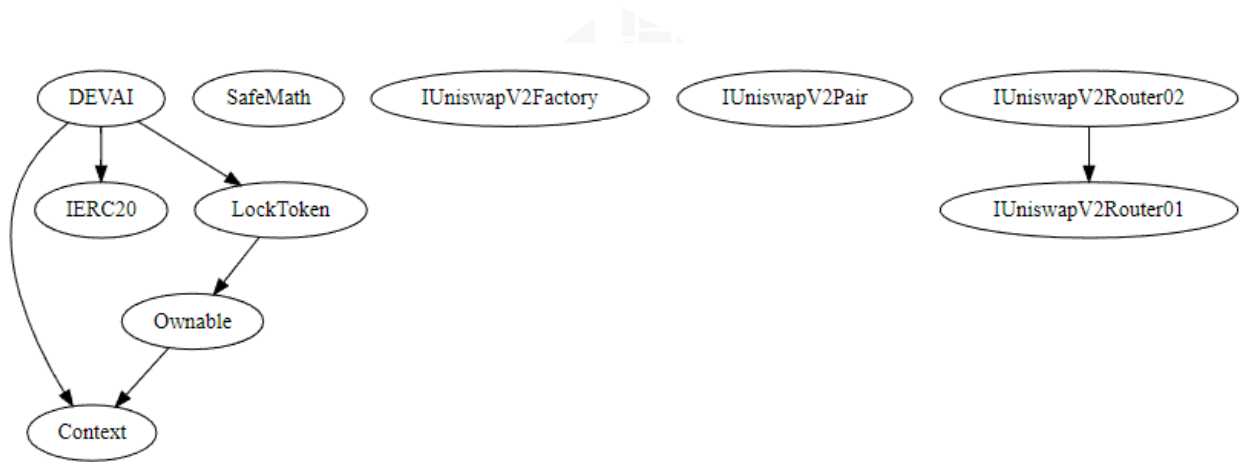 DEVAI
SafeMath
IUniswapV2Factory
IUniswapV2Pair
IUniswapV2Router02
IERC20
LockToken
IUniswapV2Router01
Ownable
Context